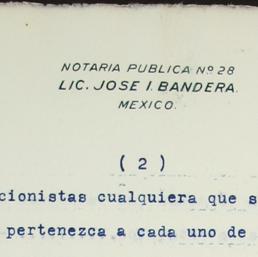 NOTARIA PUBLICA Nº 28
LIC. JOSE I. BANDERA.
MEXICO.
( 2 )
cionistas cualquiera que s
pertenezca a cada uno de